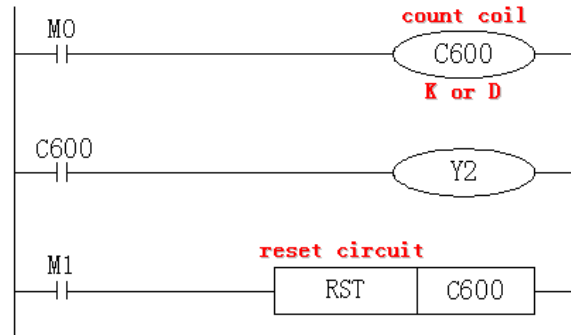 count coil
M0
C600
K or D
C600
Y2
reset circuit
M1
RST
C600